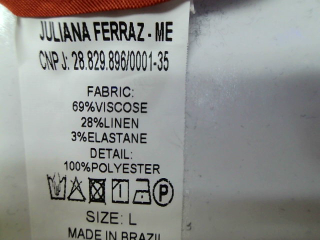 JULIANA FERRAZ - ME
CNPJ: 28.829.896/0001-35
FABRIC:
69%VISCOSE
28%LINEN
3%ELASTANE
DETAIL:
100%POLYESTER
P
SIZE: L
MADE IN BRAZIL